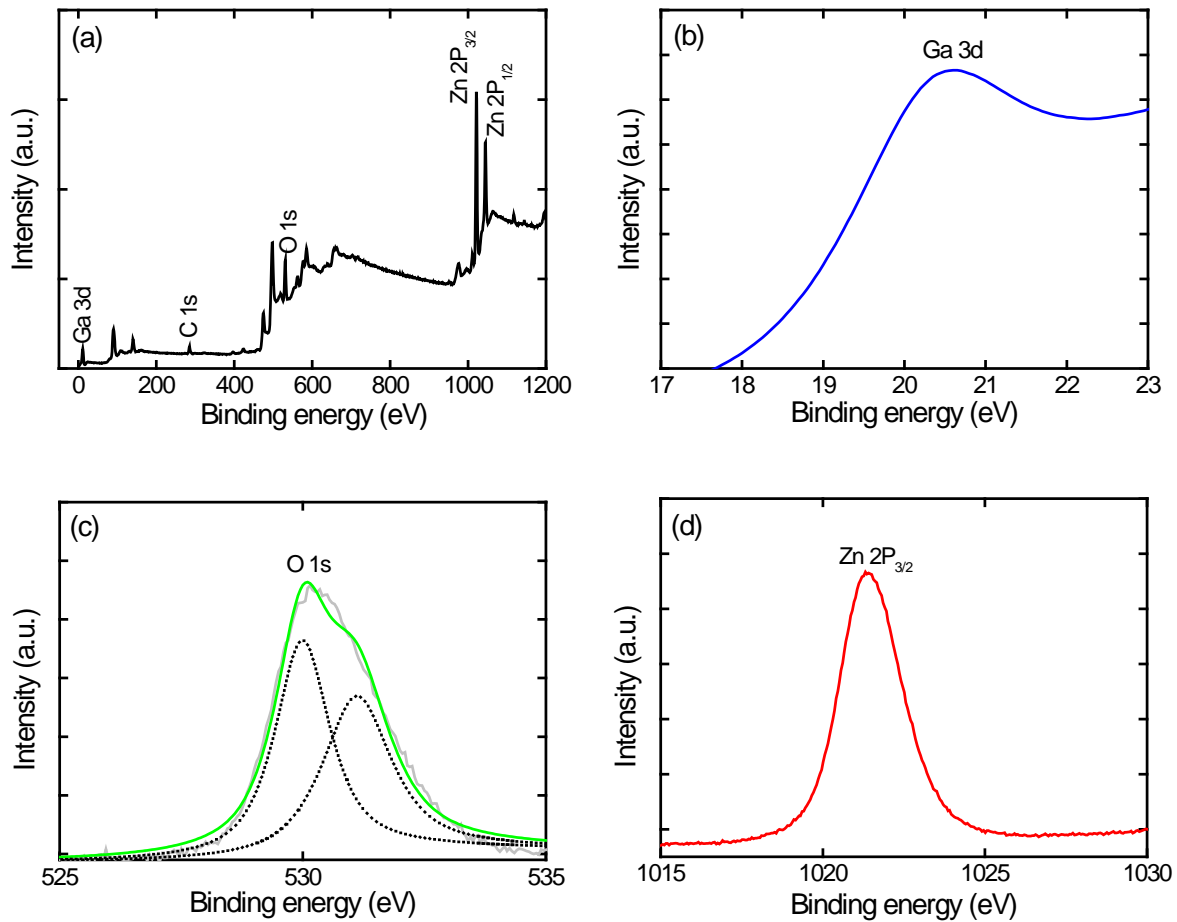 (a)
Ga 3d
C 1s
O 1s
Zn 2P3/2
Zn 2P1/2
Intensity (a.u.)
0 200 400 600 800 1000 1200
Binding energy (eV)
(b)
Ga 3d
Intensity (a.u.)
17 18 19 20 21 22 23
Binding energy (eV)
(c)
O 1s
Intensity (a.u.)
525 530 535
Binding energy (eV)
(d)
Zn 2P3/2
Intensity (a.u.)
1015 1020 1025 1030
Binding energy (eV)